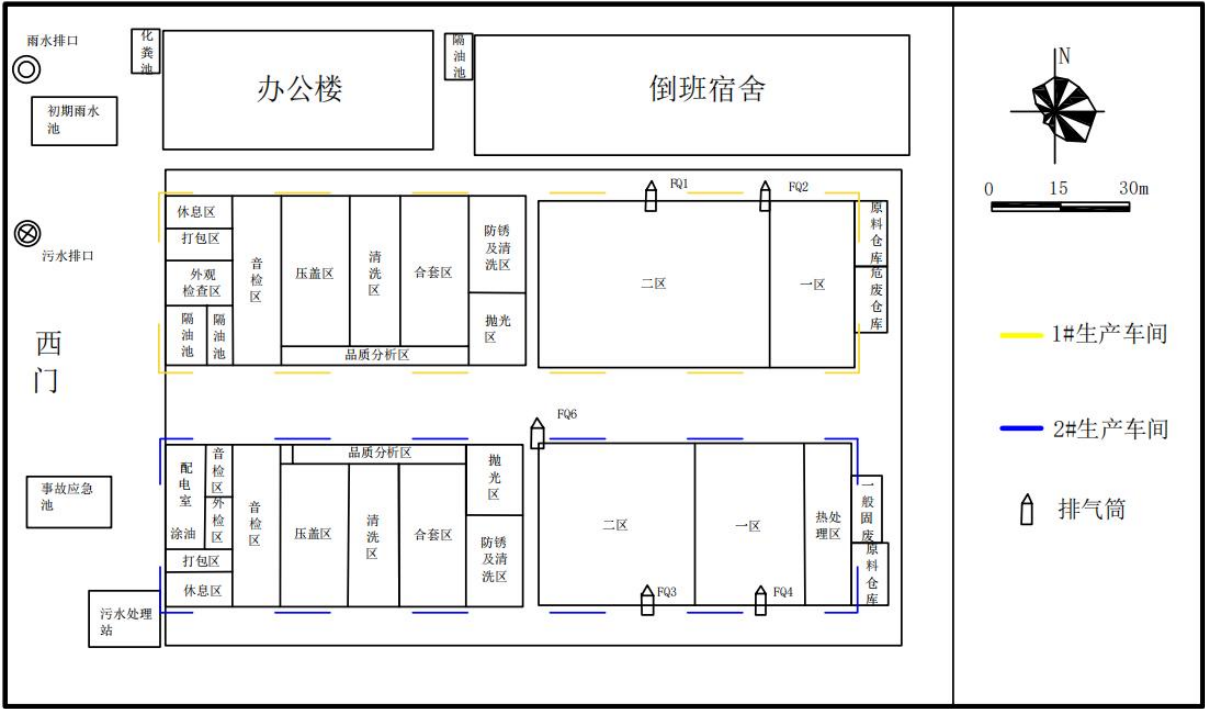 雨水排口
化
粪
池
办公楼
隔
油
池
倒班宿舍
初期雨水
池
污水排口
西
门
事故应急
池
污水处理
站
休息区
打包区
外观
检查区
隔
油
池
隔
油
池
音
检
区
压盖区
清
洗
区
合套区
品质分析区
防锈
及清
洗区
抛光
区
FQ1
FQ2
二区
一区
原
料
仓
库
危
废
仓
库
FQ6
配
电
室
涂油
音
检
区
外
检
区
打包区
休息区
音
检
区
品质分析区
压盖区
清
洗
区
合套区
抛
光
区
防锈
及清
洗区
二区
一区
热处
理区
FQ3
FQ4
一
般
固
废
原
料
仓
库
N
0 15 30m
1#生产车间
2#生产车间
排气筒